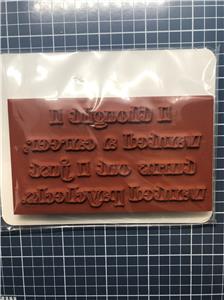 I thought I
wanted a career,
turns out I just
wanted paychecks.